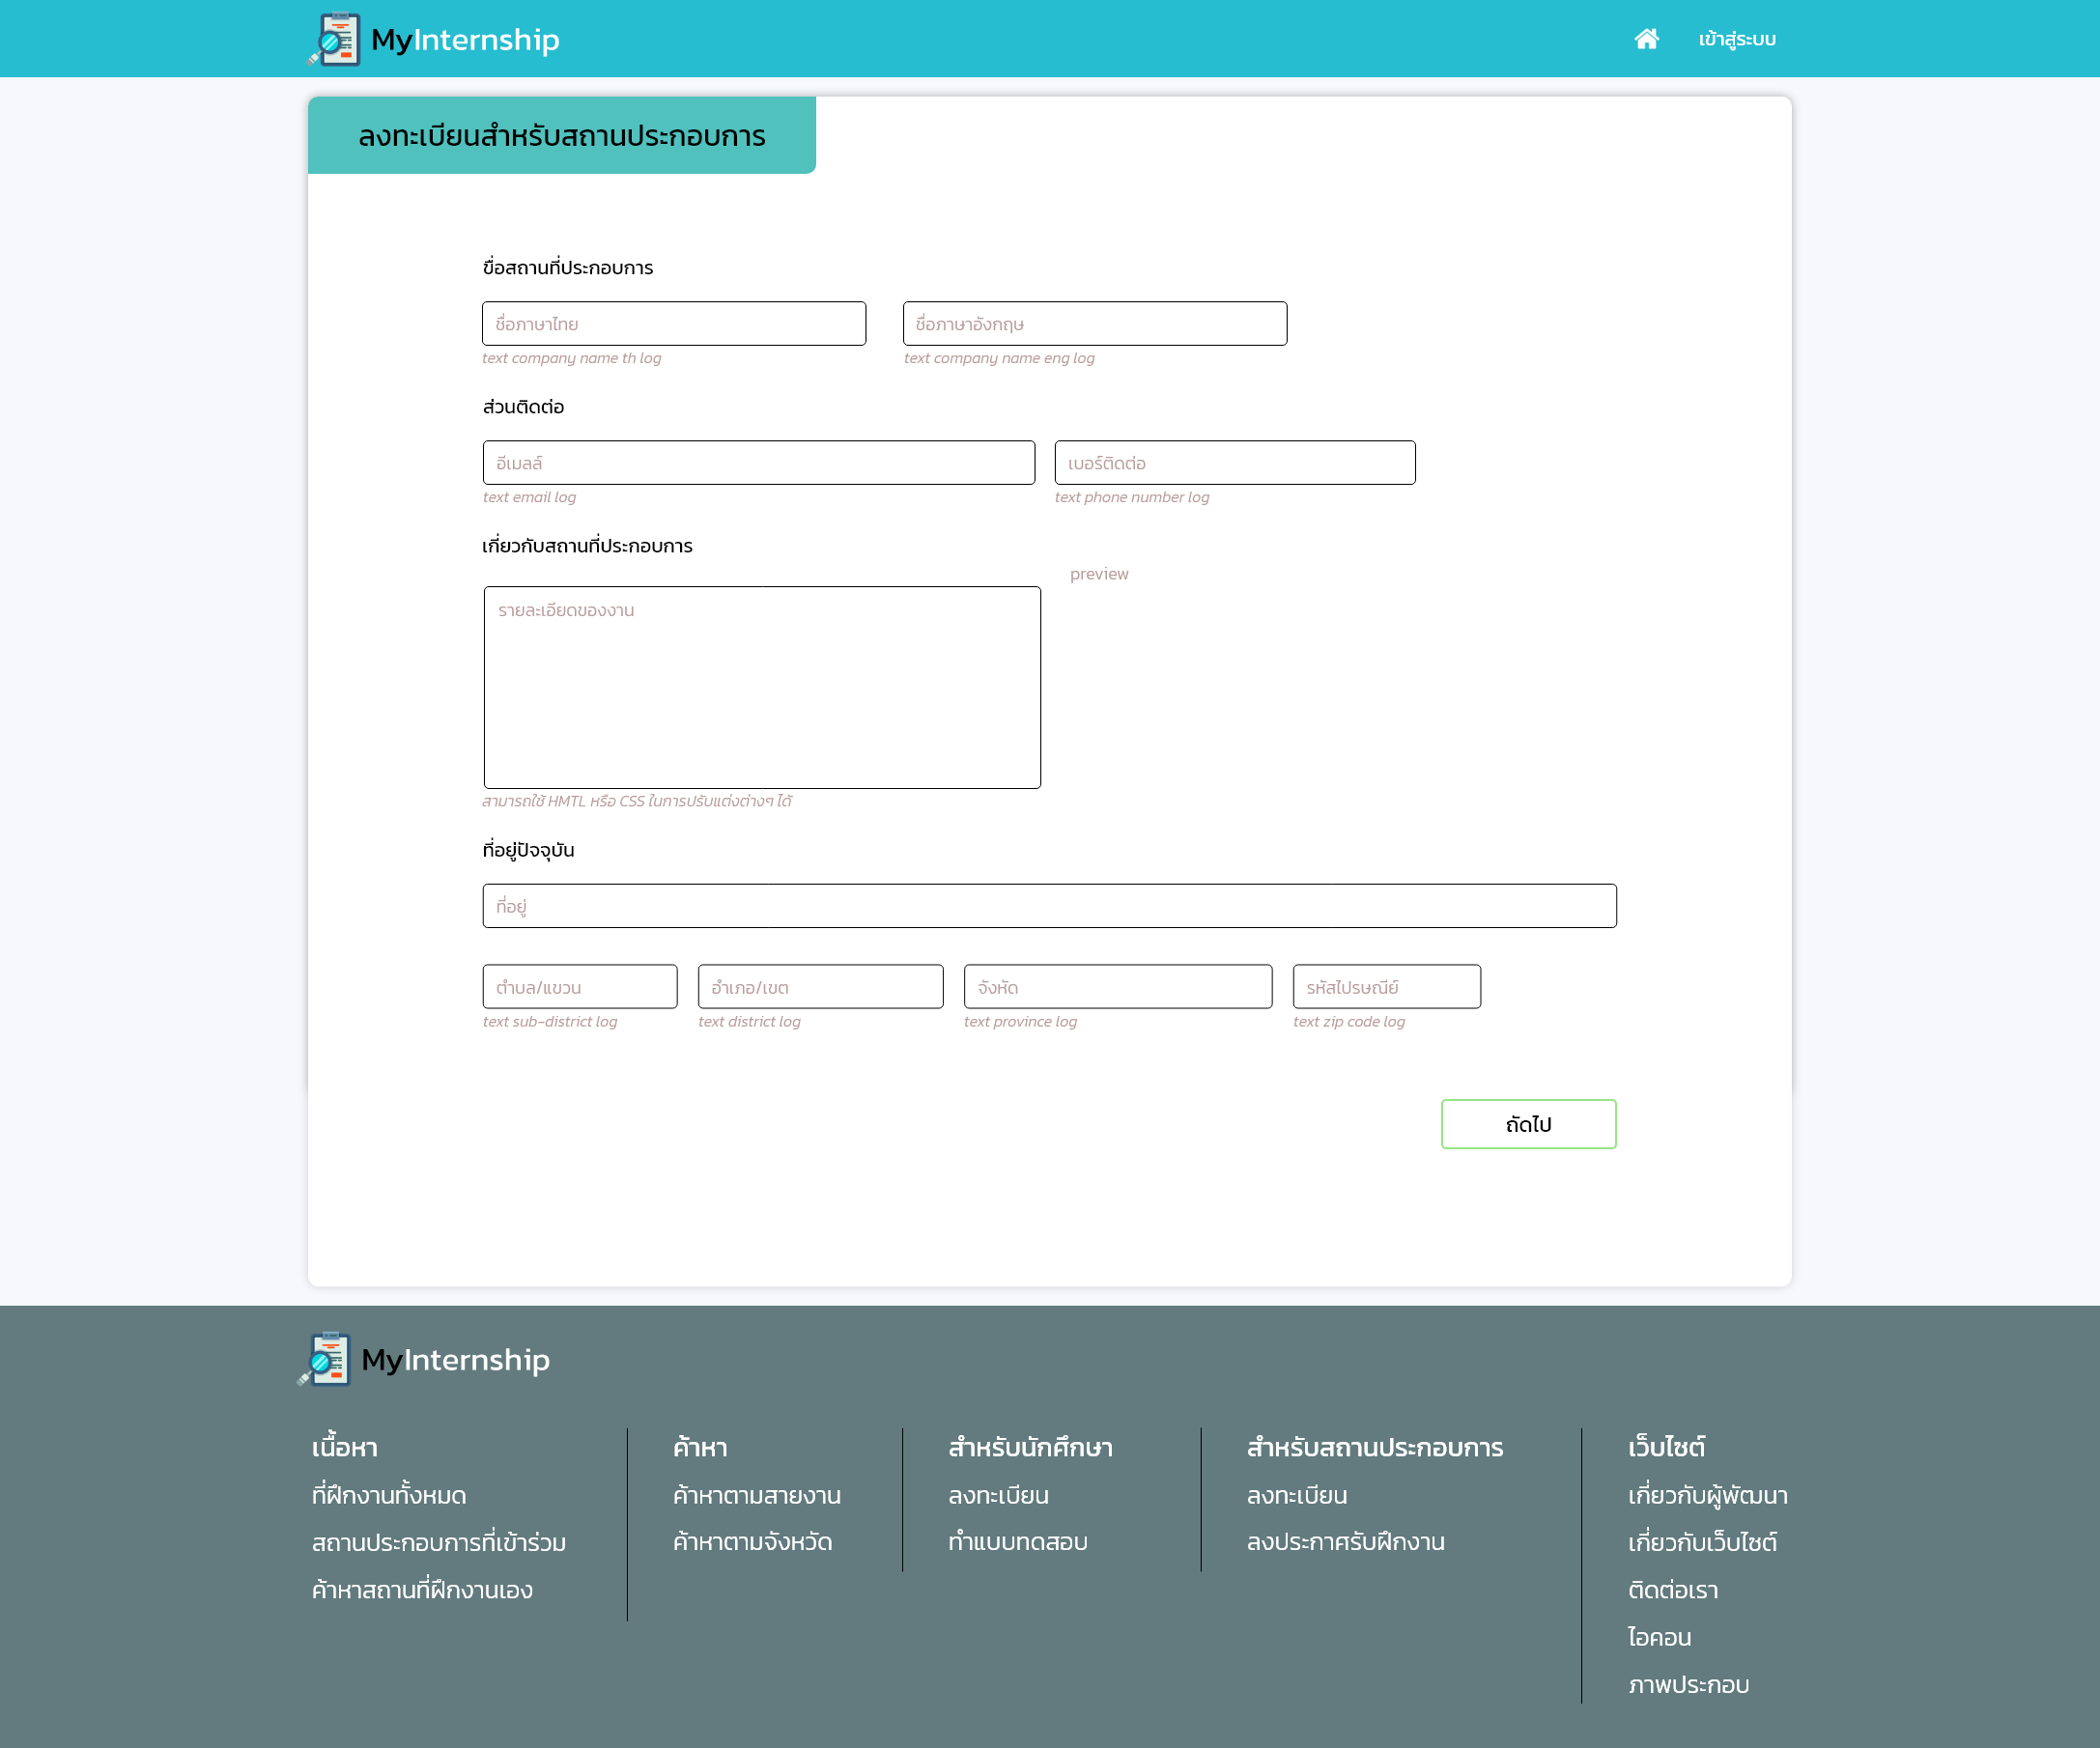 MyInternship
เข้าสู่ระบบ
ลงทะเบียนสำหรับสถานประกอบการ
ขื่อสถานที่ประกอบการ
ชื่อภาษาไทย
ชื่อภาษาอังกฤษ
text company name th log
text company name eng log
ส่วนติดต่อ
อีเมลล์
เบอร์ติดต่อ
text email log
text phone number log
เกี่ยวกับสถานที่ประกอบการ
preview
รายละเอียดของงาน
สามารถใช้ HMTL หรือ CSS ในการปรับแต่งต่างๆ ได้
ที่อยู่ปัจจุบัน
ที่อยู่
ตำบล/แขวน
อำเภอ/เขต
จังหัด
รหัสไปรษณีย์
text sub-district log
text district log
text province log
text zip code log
ถัดไป
MyInternship
เนื้อหา
ที่ฝึกงานทั้งหมด
สถานประกอบการที่เข้าร่วม
ค้าหาสถานที่ฝึกงานเอง
ค้าหา
ค้าหาตามสายงาน
ค้าหาตามจังหวัด
สำหรับนักศึกษา
ลงทะเบียน
ทำแบบทดสอบ
สำหรับสถานประกอบการ
ลงทะเบียน
ลงประกาศรับฝึกงาน
เว็บไซต์
เกี่ยวกับผู้พัฒนา
เกี่ยวกับเว็บไซต์
ติดต่อเรา
ไอคอน
ภาพประกอบ